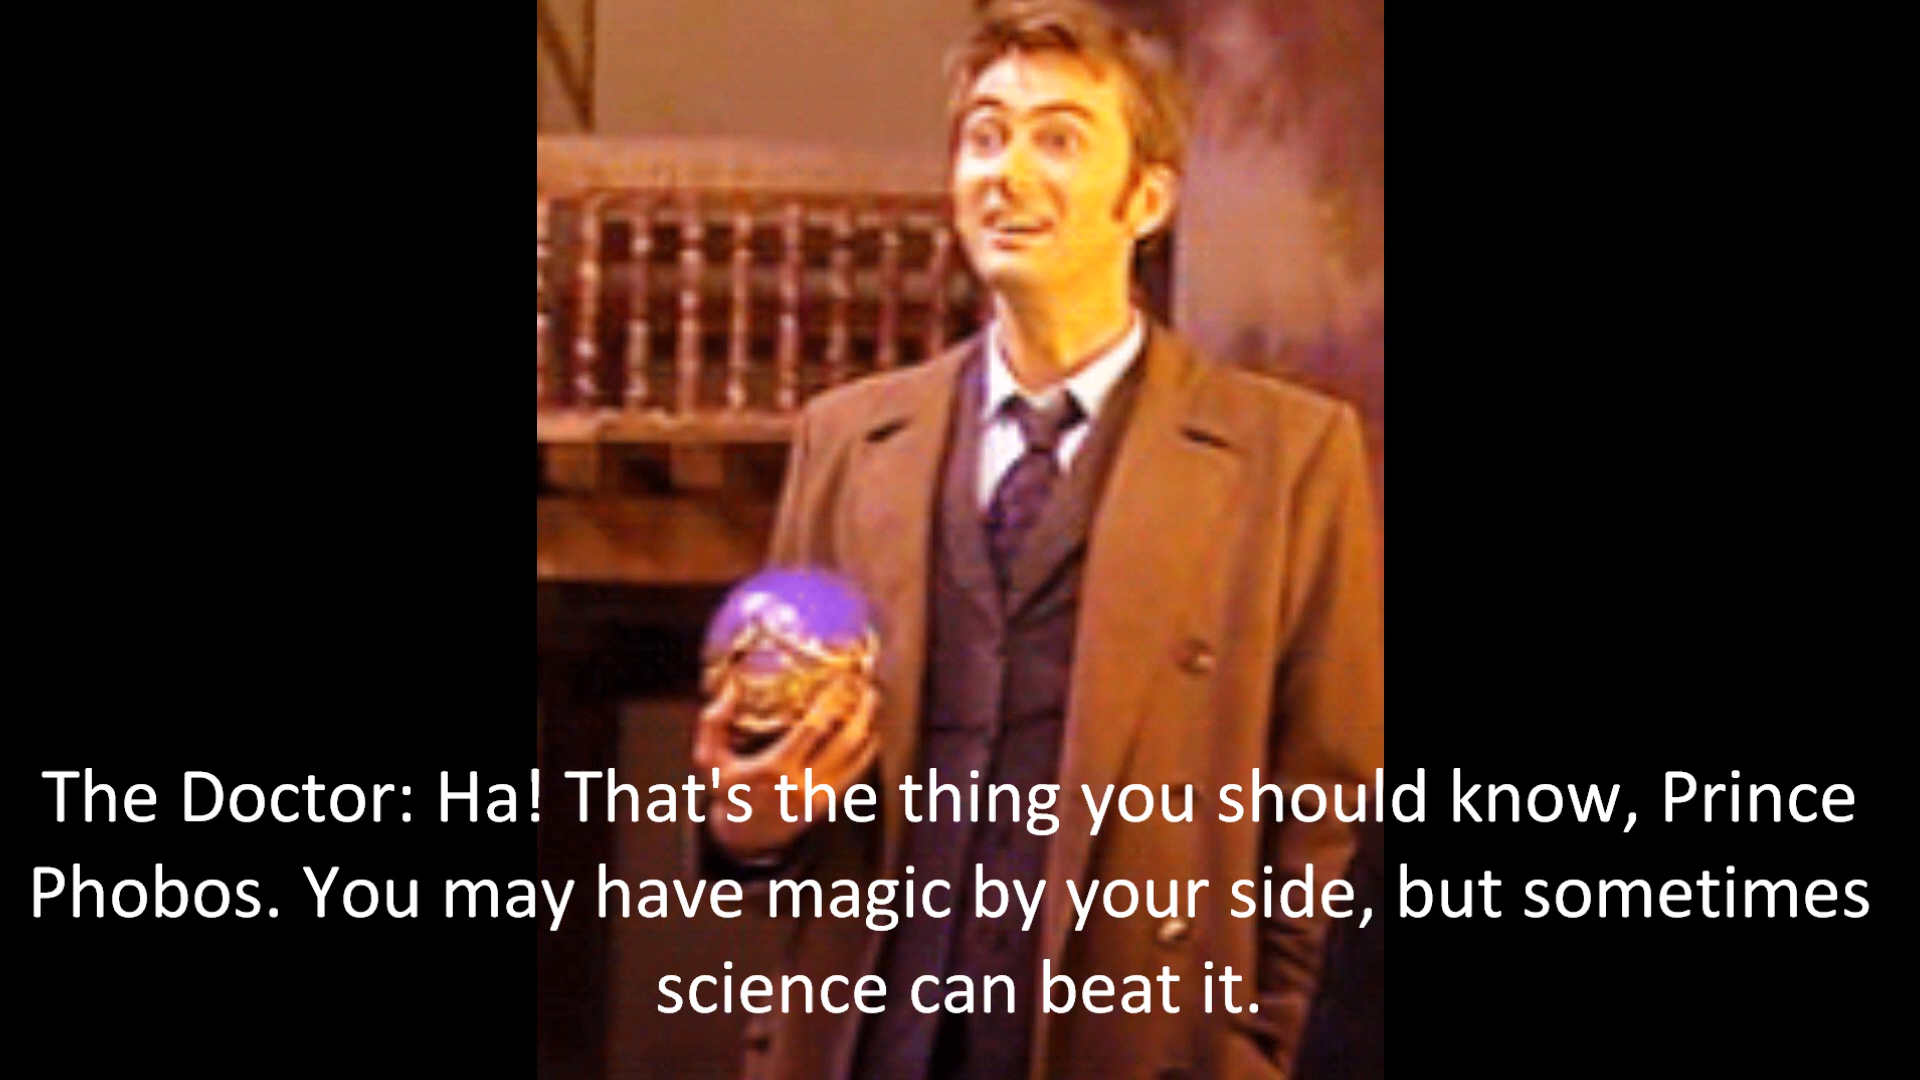 The Doctor: Ha! That's the thing you should know, Prince
Phobos. You may have magic by your side, but sometimes
science can beat it.